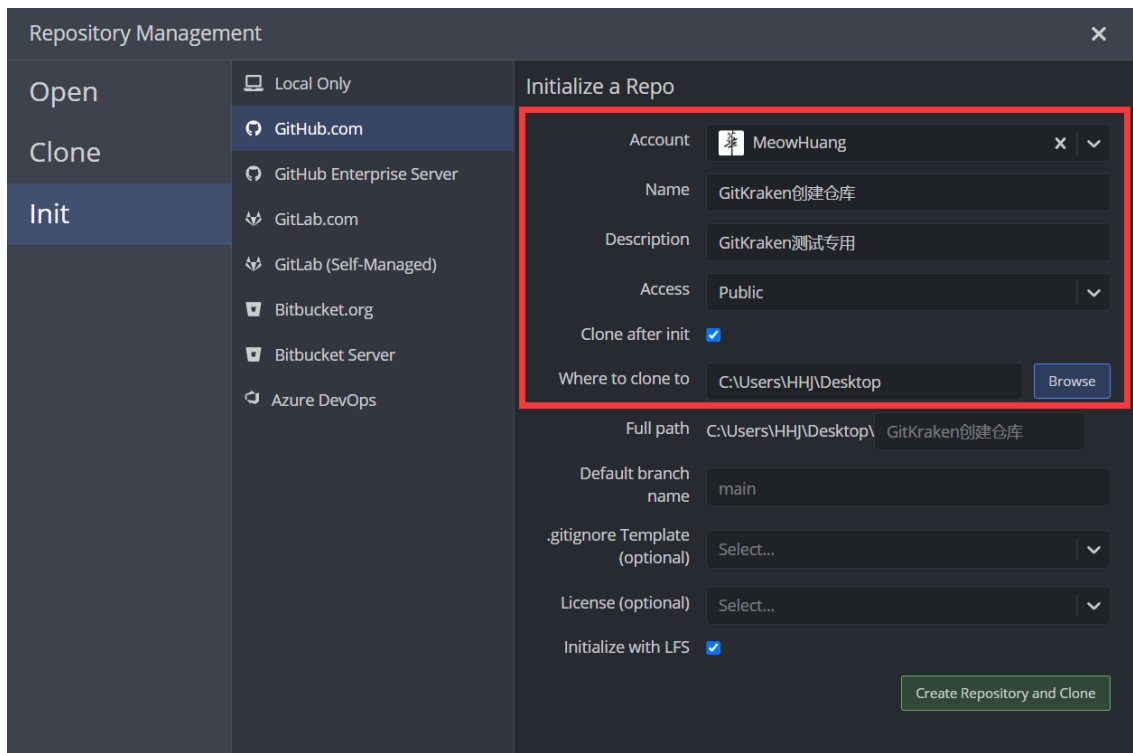 Repository Management
Open
Clone
Init
Local Only
GitHub.com
GitHub Enterprise Server
GitLab.com
GitLab (Self-Managed)
Bitbucket.org
Bitbucket Server
Azure DevOps
Initialize a Repo
Account MeowHuang
Name GitKraken创建仓库
Description GitKraken测试专用
Access Public
Clone after init
Where to clone to C:\Users\HHJ\Desktop Browse
Full path C:\Users\HHJ\Desktop\ GitKraken创建仓库
Default branch
name main
.gitignore Template
(optional) Select...
License (optional) Select...
Initialize with LFS
Create Repository and Clone